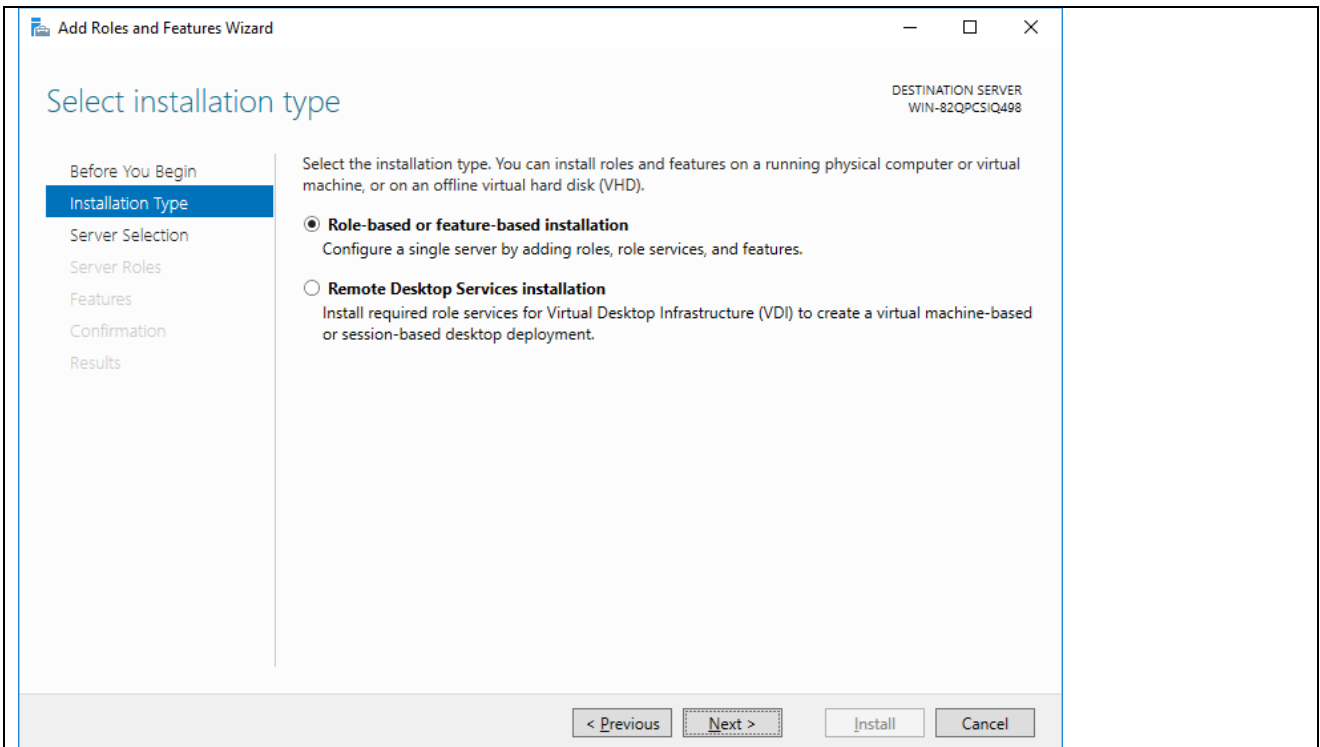 Add Roles and Features Wizard
Select installation type
DESTINATION SERVER
WIN-82QPCSIQ498
Before You Begin
Installation Type
Server Selection
Server Roles
Features
Confirmation
Results
Select the installation type. You can install roles and features on a running physical computer or virtual
machine, or on an offline virtual hard disk (VHD).
Role-based or feature-based installation
Configure a single server by adding roles, role services, and features.
Remote Desktop Services installation
Install required role services for Virtual Desktop Infrastructure (VDI) to create a virtual machine-based
or session-based desktop deployment.
< Previous
Next >
Install
Cancel